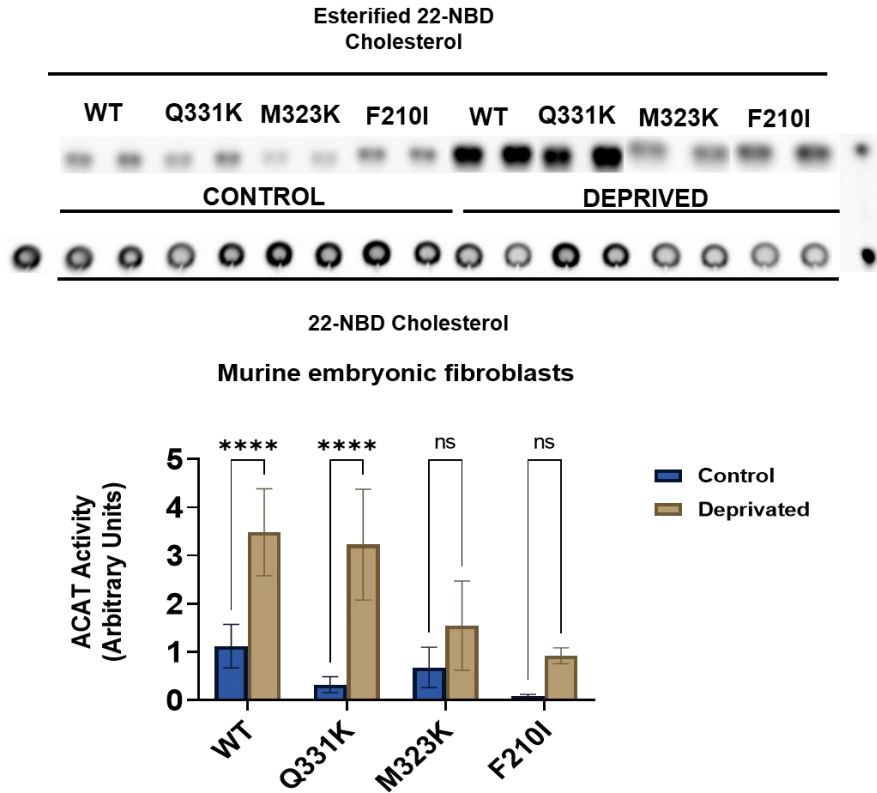 Esterified 22-NBD
Cholesterol
WT Q331K M323K F210I WT Q331K M323K F210I
CONTROL DEPRIVED
22-NBD Cholesterol
Murine embryonic fibroblasts
**** **** ns ns
5
4
3
2
1
0
ACAT Activity
(Arbitrary Units)
Control
Deprivated
WT Q331K M323K F210I